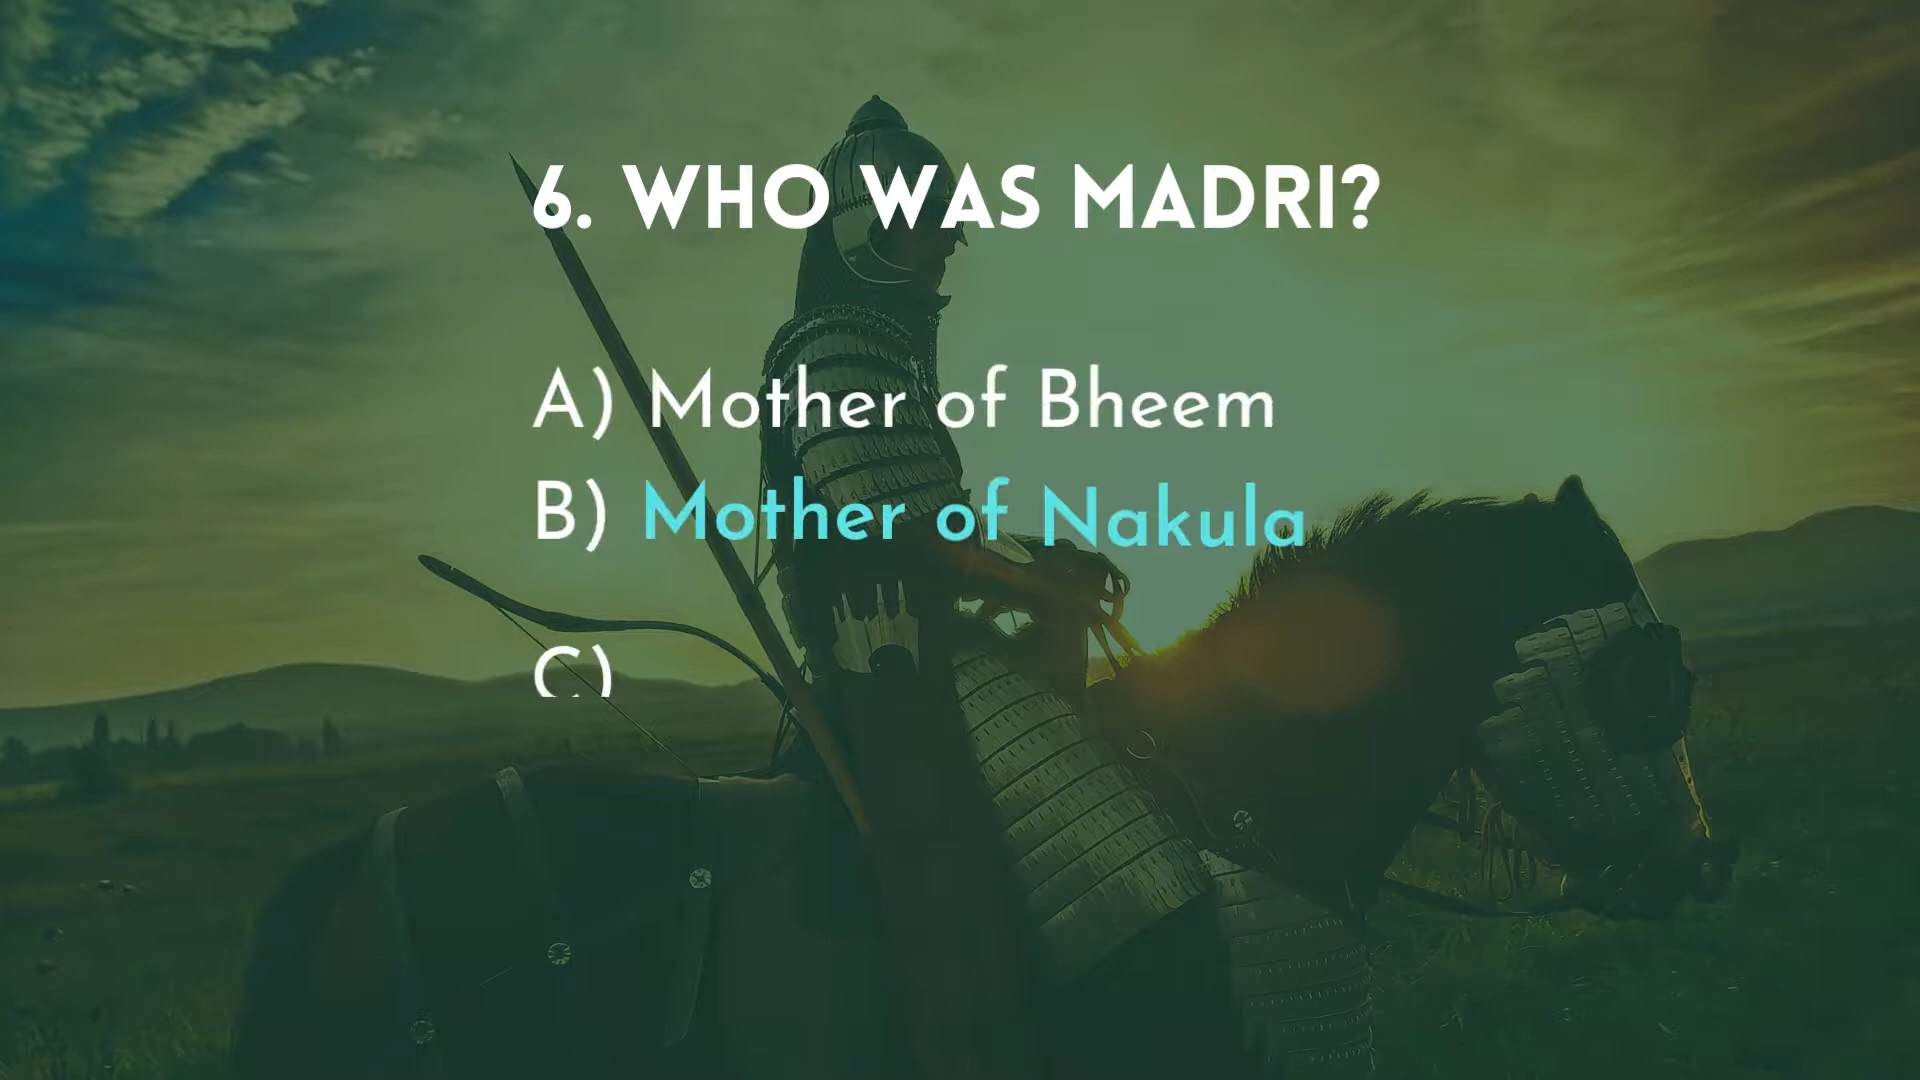 6. WHO WAS MADRI?
A) Mother of Bheem
B) Mother of Nakula
C)